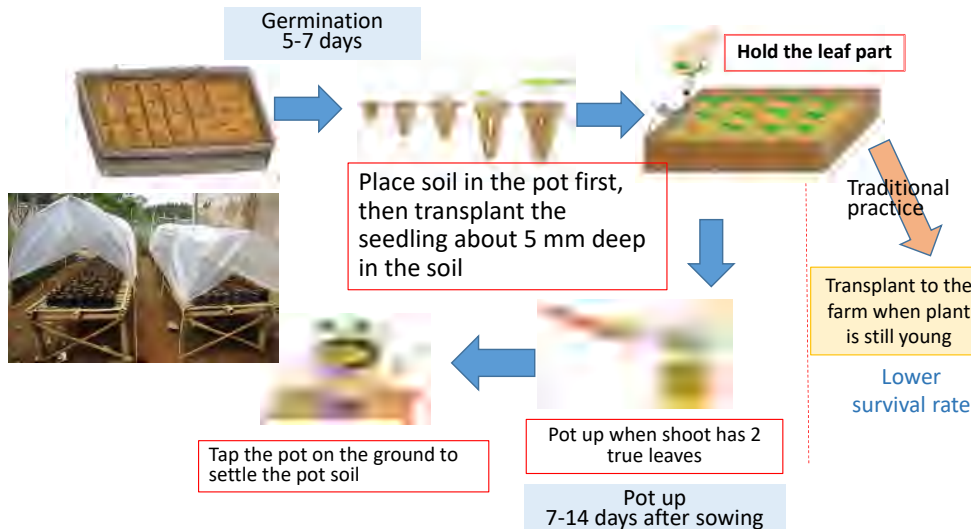 Germination
5-7 days
Hold the leaf part
Place soil in the pot first,
then transplant the
seedling about 5 mm deep
in the soil
Traditional
practice
Transplant to the
farm when plant
is still young
Lower
survival rate
Pot up when shoot has 2
true leaves
Tap the pot on the ground to
settle the pot soil
Pot up
7-14 days after sowing